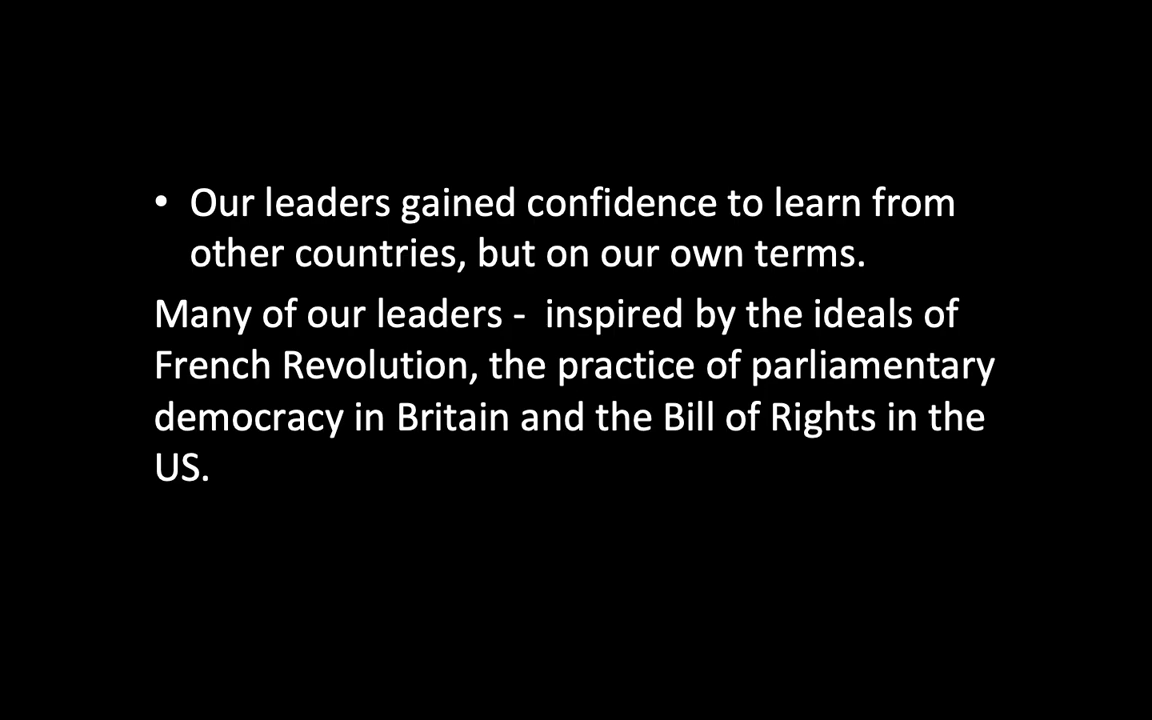 • Our leaders gained confidence to learn from
other countries, but on our own terms.
Many of our leaders -  inspired by the ideals of
French Revolution, the practice of parliamentary
democracy in Britain and the Bill of Rights in the
US.